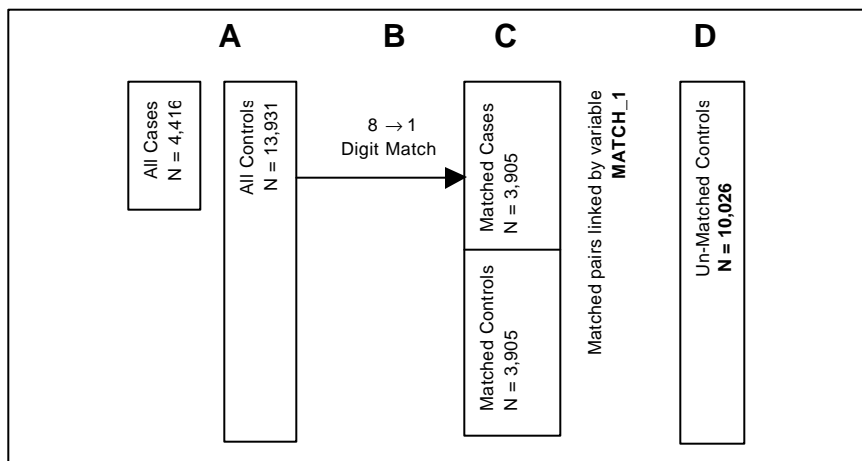 A
B
C
D
All Cases
N = 4,416
All Controls
N = 13,931
8 → 1
Digit Match
Matched Cases
N = 3,905
Matched Controls
N = 3,905
Matched pairs linked by variable
MATCH_1
Un-Matched Controls
N = 10,026